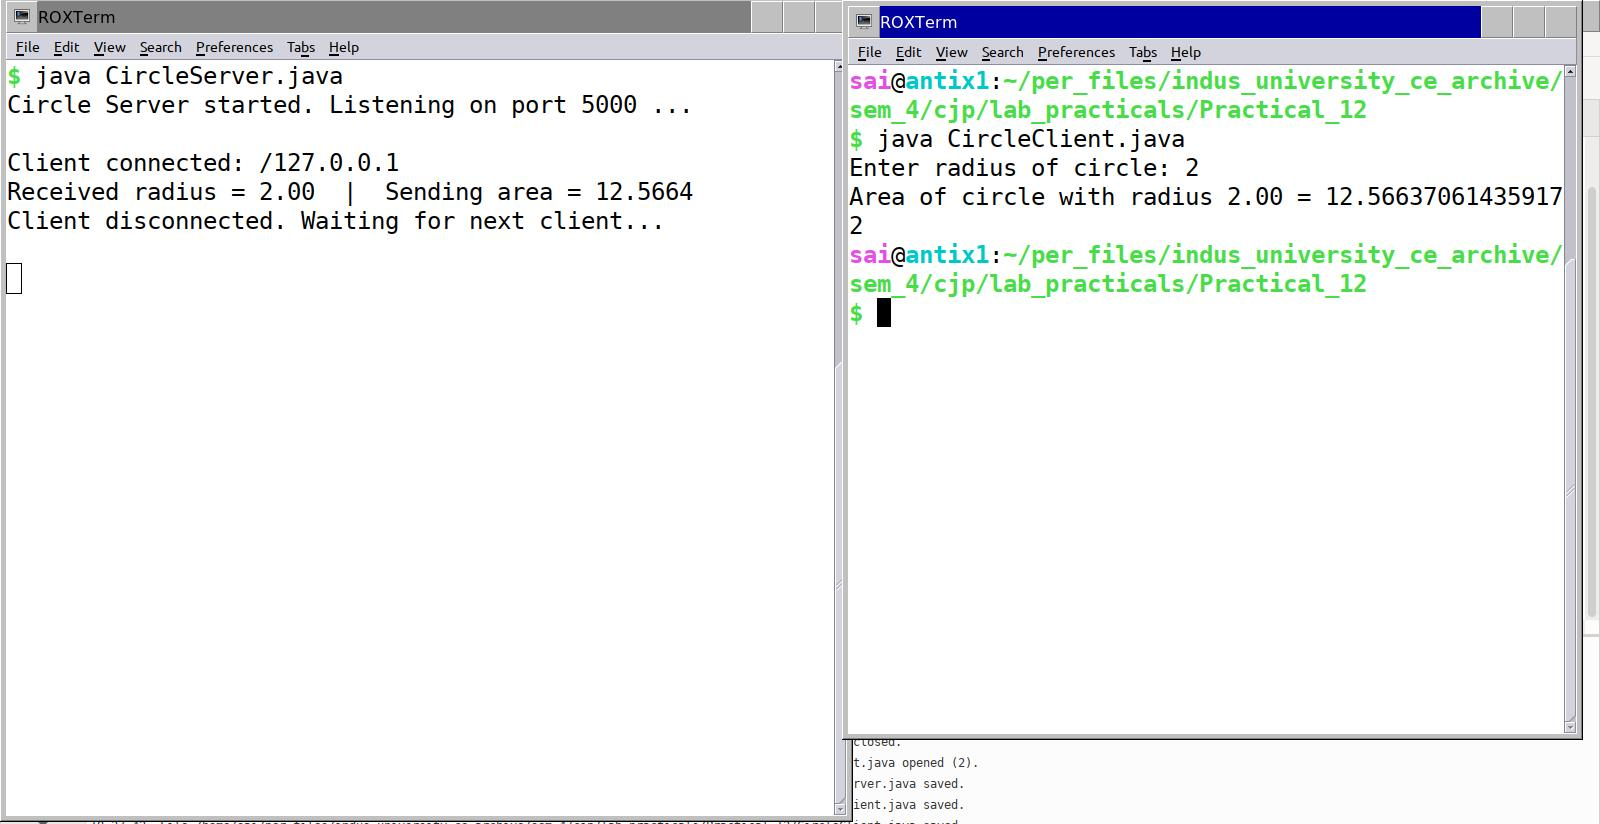 ROXTerm
File Edit View Search Preferences Tabs Help
$ java CircleServer.java
Circle Server started. Listening on port 5000 ...
Client connected: /127.0.0.1
Received radius = 2.00  |  Sending area = 12.5664
Client disconnected. Waiting for next client...
ROXTerm
File Edit View Search Preferences Tabs Help
sai@antix1:~/per_files/indus_university_ce_archive/
sem_4/cjp/lab_practicals/Practical_12
$ java CircleClient.java
Enter radius of circle: 2
Area of circle with radius 2.00 = 12.56637061435917
2
sai@antix1:~/per_files/indus_university_ce_archive/
sem_4/cjp/lab_practicals/Practical_12
$
closed.
t.java opened (2).
rver.java saved.
ient.java saved.